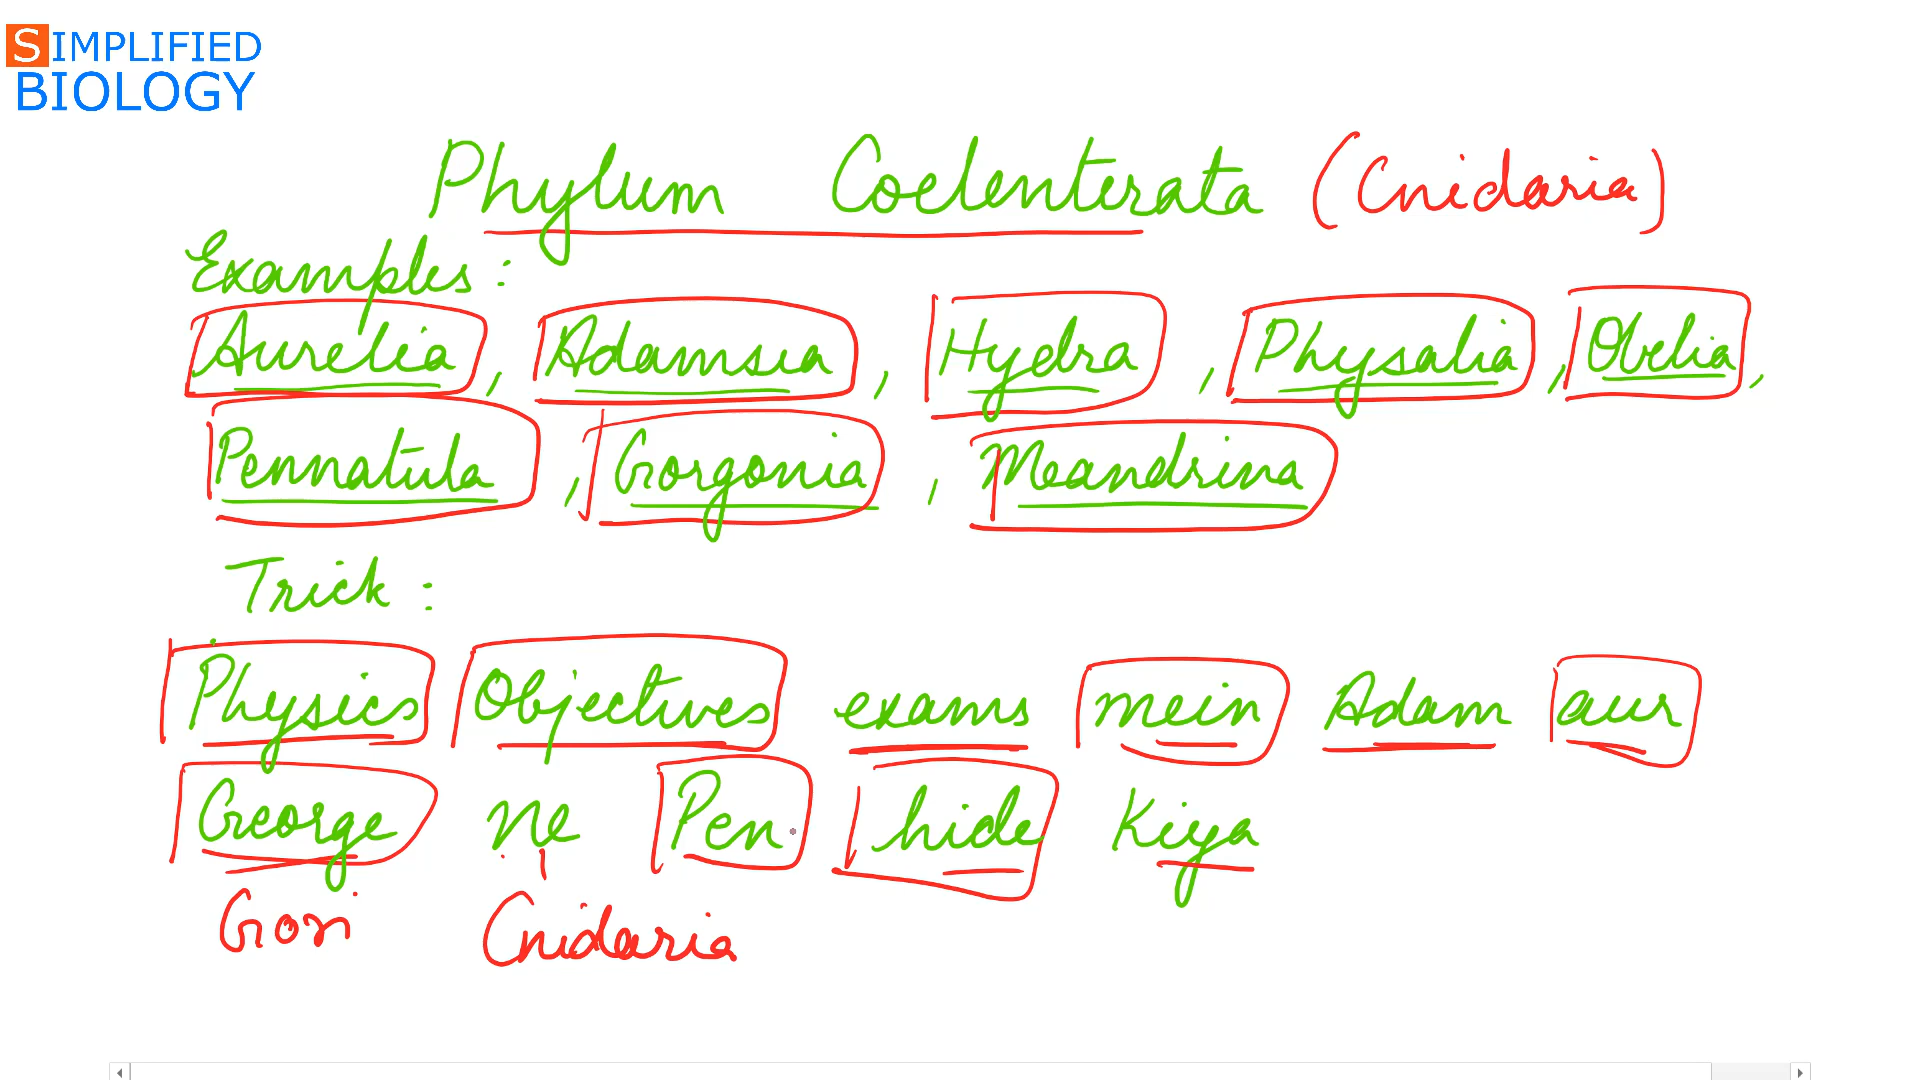 SIMPLIFIED
BIOLOGY
Phylum Coelenterata (Cnidaria)
Examples:
Aurelia, Adamsia, Hydra, Physalia, Obelia,
Pennatula, Gorgonia, Meandrina
Trick:
Physics Objectives exams mein Adam aur
George ne Pen hide Kiya
Gor Cnidaria